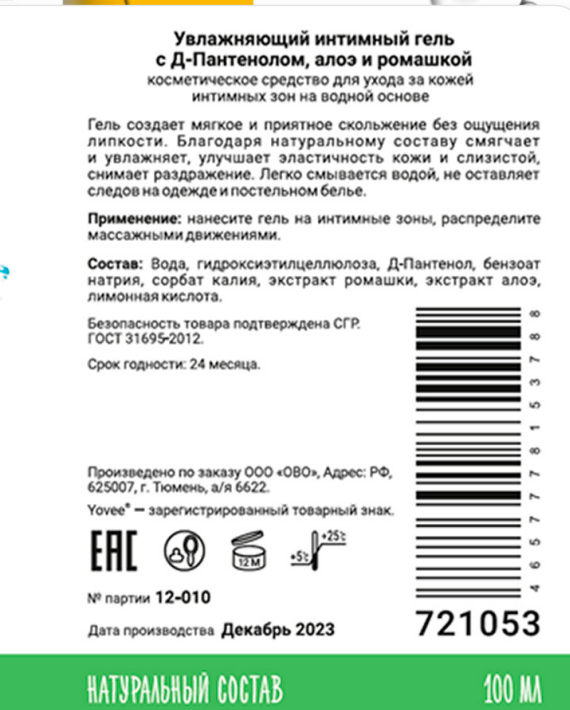 Увлажняющий интимный гель
с Д-Пантенолом, алоэ и ромашкой
косметическое средство для ухода за кожей
интимных зон на водной основе
Гель создает мягкое и приятное скольжение без ощущения
липкости. Благодаря натуральному составу смягчает
и увлажняет, улучшает эластичность кожи и слизистой,
снимает раздражение. Легко смывается водой, не оставляет
следов на одежде и постельном белье.
Применение: нанесите гель на интимные зоны, распределите
массажными движениями.
Состав: Вода, гидроксиэтилцеллюлоза, Д-Пантенол, бензоат
натрия, сорбат калия, экстракт ромашки, экстракт алоэ,
лимонная кислота.
Безопасность товара подтверждена СГР.
ГОСТ 31695-2012.
Срок годности: 24 месяца.
Произведено по заказу ООО «ОВО», Адрес: РФ,
625007, г. Тюмень, а/я 6622.
Yovee® — зарегистрированный товарный знак.
ЕАС
12 М
+5°c
+25°c
4657778153788
№ партии 12-010
721053
Дата производства Декабрь 2023
НАТУРАЛЬНЫЙ СОСТАВ
100 МЛ